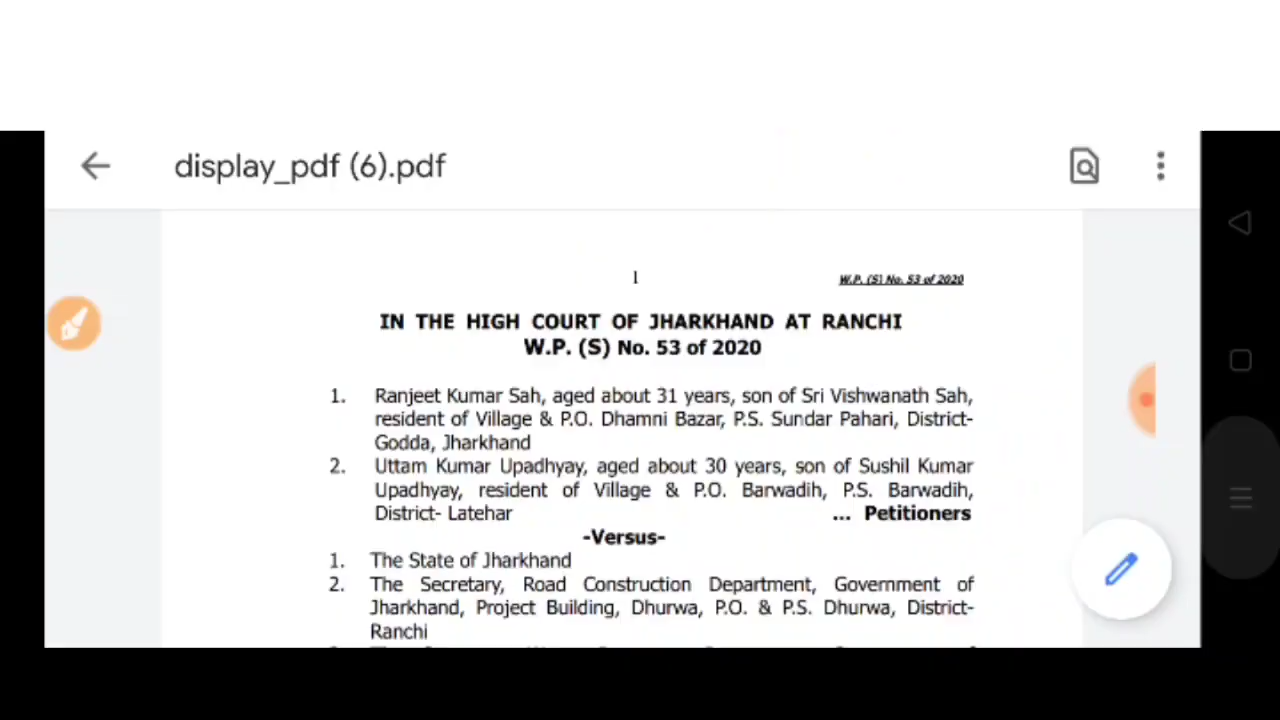 display_pdf (6).pdf
1
W.P. (S) No. 53 of 2020
IN THE HIGH COURT OF JHARKHAND AT RANCHI
W.P. (S) No. 53 of 2020
1. Ranjeet Kumar Sah, aged about 31 years, son of Sri Vishwanath Sah,
resident of Village & P.O. Dhamni Bazar, P.S. Sundar Pahari, District-
Godda, Jharkhand
2. Uttam Kumar Upadhyay, aged about 30 years, son of Sushil Kumar
Upadhyay, resident of Village & P.O. Barwadih, P.S. Barwadih,
District- Latehar ... Petitioners
-Versus-
1. The State of Jharkhand
2. The Secretary, Road Construction Department, Government of
Jharkhand, Project Building, Dhurwa, P.O. & P.S. Dhurwa, District-
Ranchi